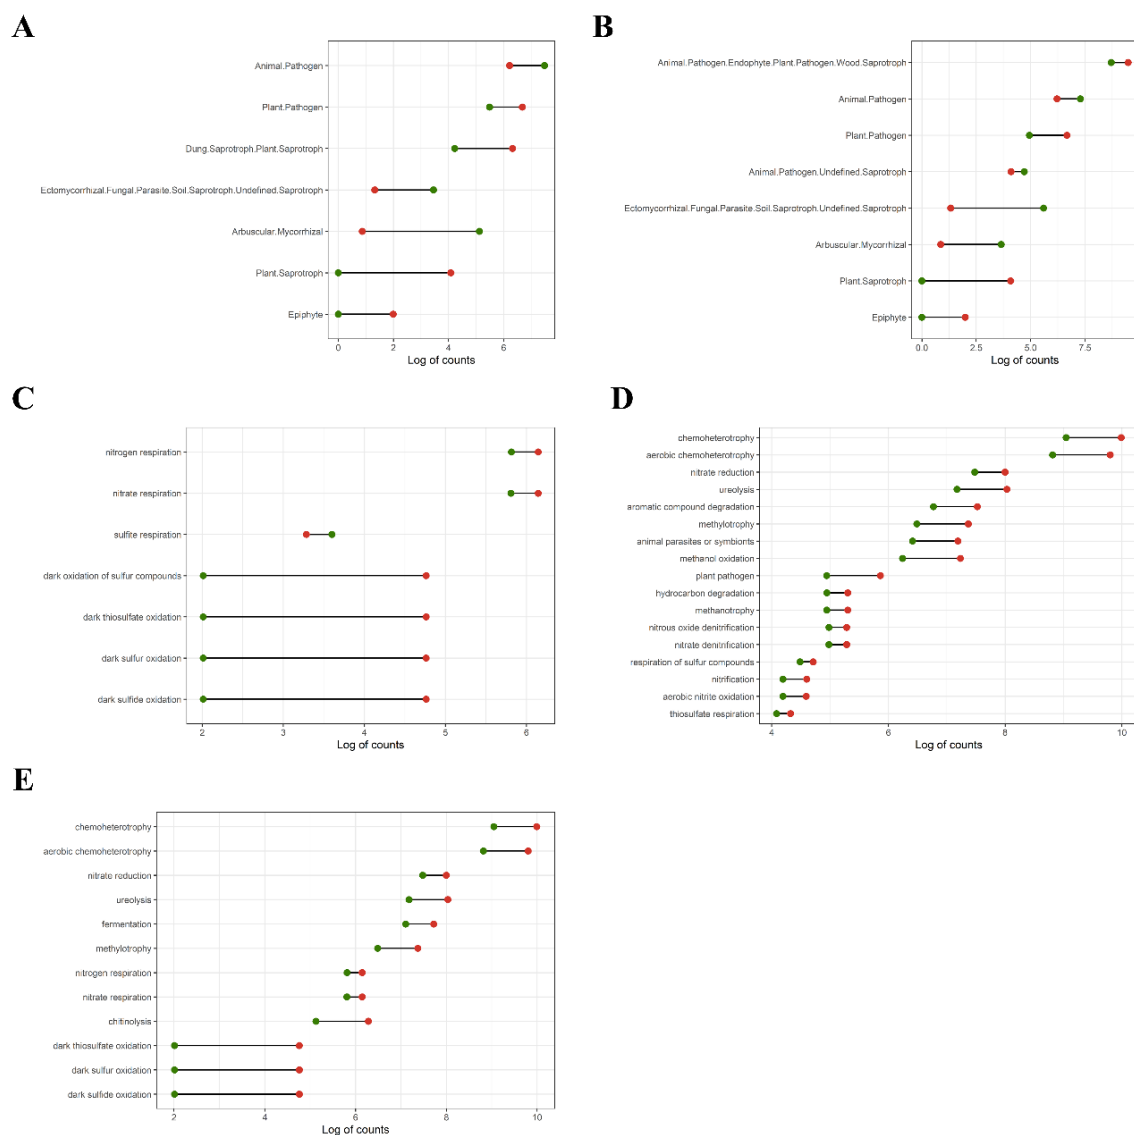 A
Animal.Pathogen
Plant.Pathogen
Dung.Saprotroph.Plant.Saprotroph
Ectomycorrhizal.Fungal.Parasite.Soil.Saprotroph.Undefined.Saprotroph
Arbuscular.Mycorrhizal
Plant.Saprotroph
Epiphyte
0 2 4 6
Log of counts
B
Animal.Pathogen.Endophyte.Plant.Pathogen.Wood.Saprotroph
Animal.Pathogen
Plant.Pathogen
Animal.Pathogen.Undefined.Saprotroph
Ectomycorrhizal.Fungal.Parasite.Soil.Saprotroph.Undefined.Saprotroph
Arbuscular.Mycorrhizal
Plant.Saprotroph
Epiphyte
0.0 2.5 5.0 7.5
Log of counts
C
nitrogen respiration
nitrate respiration
sulfite respiration
dark oxidation of sulfur compounds
dark thiosulfate oxidation
dark sulfur oxidation
dark sulfide oxidation
2 3 4 5 6
Log of counts
D
chemoheterotrophy
aerobic chemoheterotrophy
nitrate reduction
ureolysis
aromatic compound degradation
methylotrophy
animal parasites or symbionts
methanol oxidation
plant pathogen
hydrocarbon degradation
methanotrophy
nitrous oxide denitrification
nitrate denitrification
respiration of sulfur compounds
nitrification
aerobic nitrite oxidation
thiosulfate respiration
4 6 8 10
Log of counts
E
chemoheterotrophy
aerobic chemoheterotrophy
nitrate reduction
ureolysis
fermentation
methylotrophy
nitrogen respiration
nitrate respiration
chitinolysis
dark thiosulfate oxidation
dark sulfur oxidation
dark sulfide oxidation
2 4 6 8 10
Log of counts